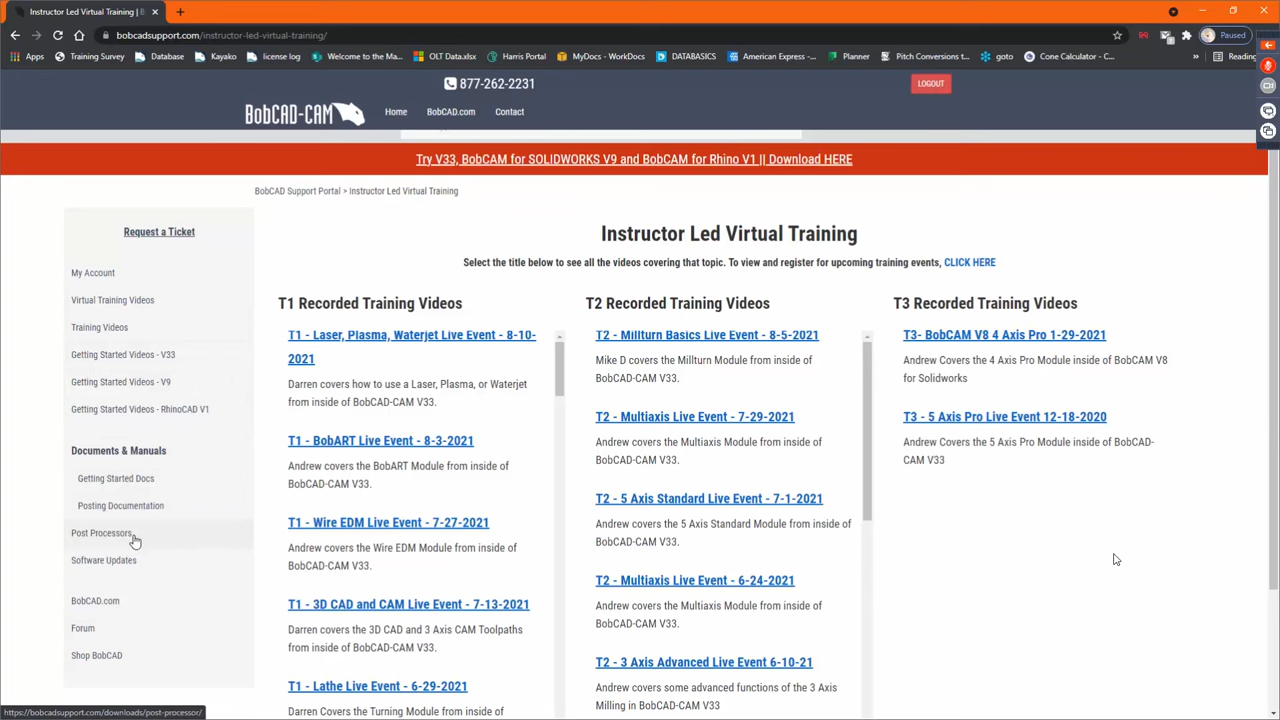 Instructor Led Virtual Training |
bobcadsupport.com/instructor-led-virtual-training/
Paused
Apps
Training Survey
Database
Kayako
license log
Welcome to the Ma...
OLT Data.xlsx
Harris Portal
MyDocs - WorkDocs
DATABASICS
American Express -...
Planner
Pitch Conversions t...
goto
Cone Calculator - C...
»
Reading
877-262-2231
LOGOUT
BOBCAD-CAM
Home
BobCAD.com
Contact
Try V33, BobCAM for SOLIDWORKS V9 and BobCAM for Rhino V1 || Download HERE
BobCAD Support Portal > Instructor Led Virtual Training
Request a Ticket
My Account
Virtual Training Videos
Training Videos
Getting Started Videos - V33
Getting Started Videos - V9
Getting Started Videos - RhinoCAD V1
Documents & Manuals
Getting Started Docs
Posting Documentation
Post Processors
Software Updates
BobCAD.com
Forum
Shop BobCAD
Instructor Led Virtual Training
Select the title below to see all the videos covering that topic. To view and register for upcoming training events, CLICK HERE
T1 Recorded Training Videos
T1 - Laser, Plasma, Waterjet Live Event - 8-10-
2021
Darren covers how to use a Laser, Plasma, or Waterjet
from inside of BobCAD-CAM V33.
T1 - BobART Live Event - 8-3-2021
Andrew covers the BobART Module from inside of
BobCAD-CAM V33.
T1 - Wire EDM Live Event - 7-27-2021
Andrew covers the Wire EDM Module from inside of
BobCAD-CAM V33.
T1 - 3D CAD and CAM Live Event - 7-13-2021
Darren covers the 3D CAD and 3 Axis CAM Toolpaths
from inside of BobCAD-CAM V33.
T1 - Lathe Live Event - 6-29-2021
Darren Covers the Turning Module from inside of
T2 Recorded Training Videos
T2 - Millturn Basics Live Event - 8-5-2021
Mike D covers the Millturn Module from inside of
BobCAD-CAM V33.
T2 - Multiaxis Live Event - 7-29-2021
Andrew covers the Multiaxis Module from inside of
BobCAD-CAM V33.
T2 - 5 Axis Standard Live Event - 7-1-2021
Andrew covers the 5 Axis Standard Module from inside of
BobCAD-CAM V33.
T2 - Multiaxis Live Event - 6-24-2021
Andrew covers the Multiaxis Module from inside of
BobCAD-CAM V33.
T2 - 3 Axis Advanced Live Event 6-10-21
Andrew covers some advanced functions of the 3 Axis
Milling in BobCAD-CAM V33
T3 Recorded Training Videos
T3- BobCAM V8 4 Axis Pro 1-29-2021
Andrew Covers the 4 Axis Pro Module inside of BobCAM V8
for Solidworks
T3 - 5 Axis Pro Live Event 12-18-2020
Andrew Covers the 5 Axis Pro Module inside of BobCAD-
CAM V33
https://bobcadsupport.com/downloads/post-processor/